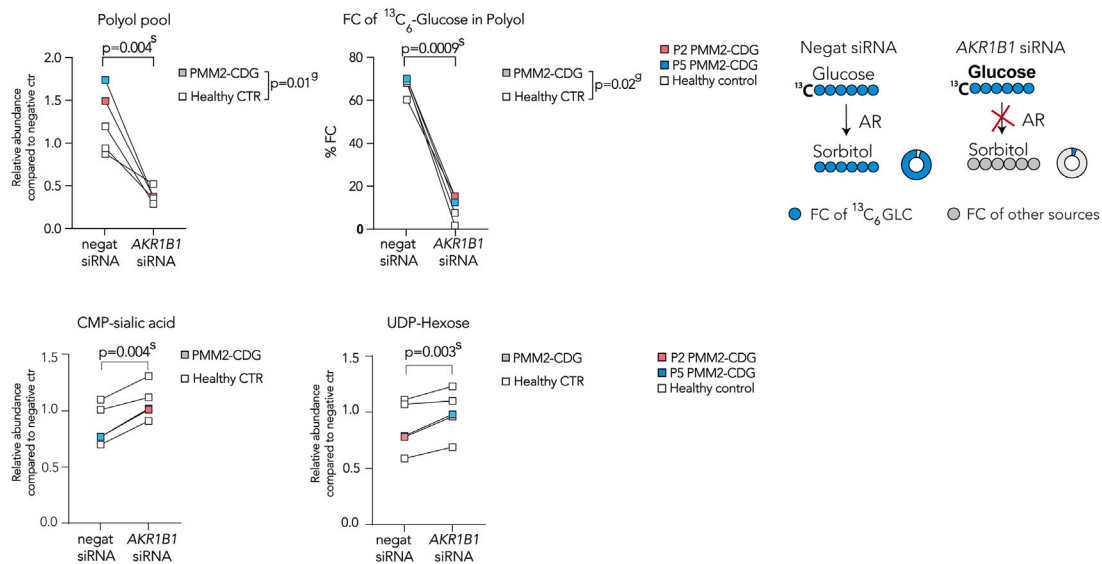 Polyol pool
p=0.004s
2.0
1.5
1.0
0.5
0.0
Relative abundance
compared to negative ctr
negat
siRNA
AKR1B1
siRNA
PMM2-CDG
Healthy CTR
p=0.01g
FC of 13C6-Glucose in Polyol
p=0.0009s
80
60
40
20
0
% FC
negat
siRNA
AKR1B1
siRNA
PMM2-CDG
Healthy CTR
p=0.02g
P2 PMM2-CDG
P5 PMM2-CDG
Healthy control
Negat siRNA
Glucose
13C
AR
Sorbitol
AKR1B1 siRNA
Glucose
13C
AR
Sorbitol
FC of 13C6GLC
FC of other sources
CMP-sialic acid
p=0.004s
1.5
1.0
0.5
0.0
Relative abundance
compared to negative ctr
negat
siRNA
AKR1B1
siRNA
PMM2-CDG
Healthy CTR
UDP-Hexose
p=0.003s
1.5
1.0
0.5
0.0
Relative abundance
compared to negative ctr
negat
siRNA
AKR1B1
siRNA
PMM2-CDG
Healthy CTR
P2 PMM2-CDG
P5 PMM2-CDG
Healthy control